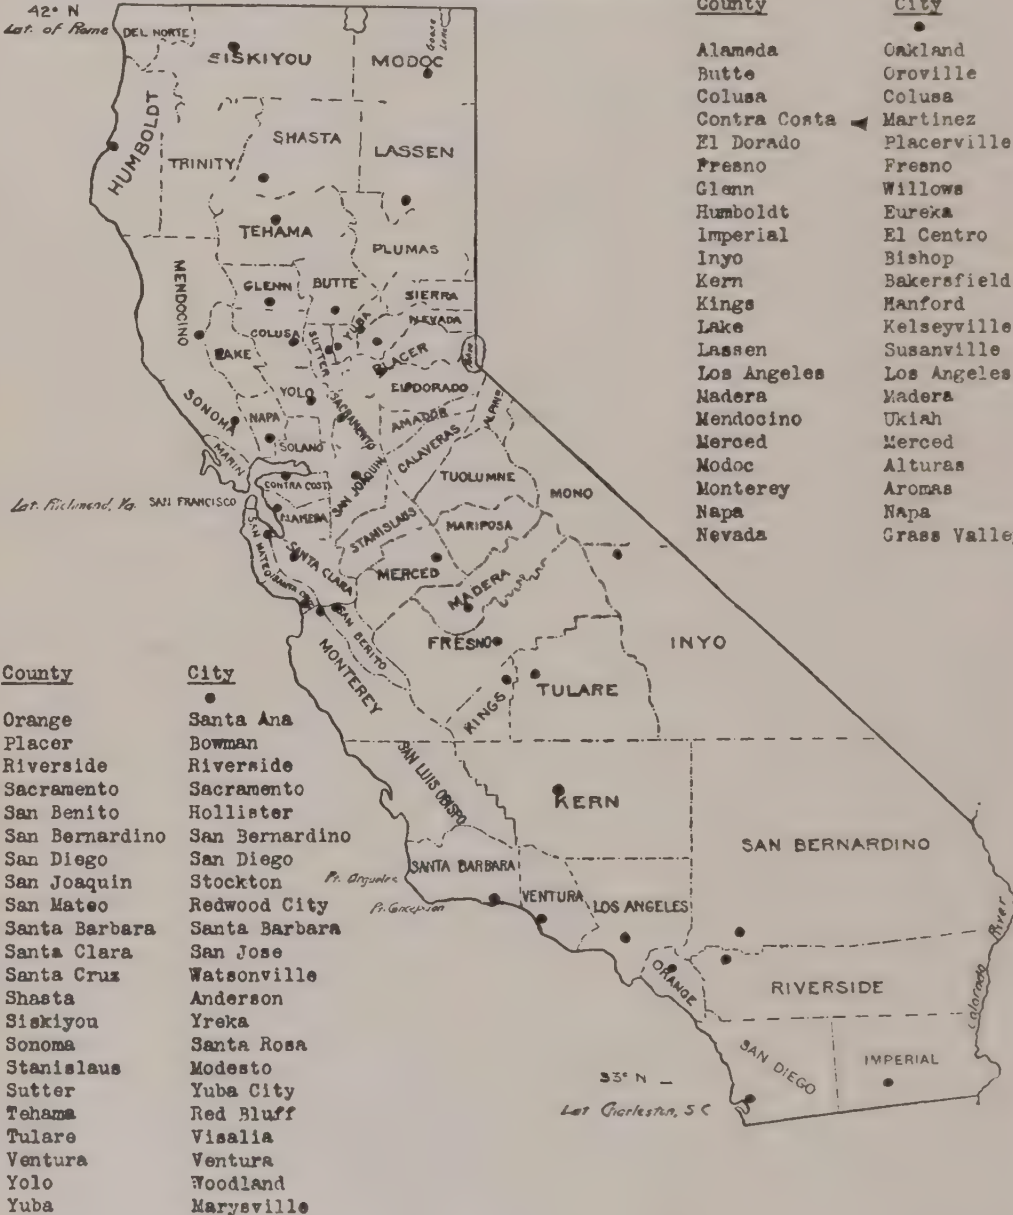 42° N
Lat. of Rome
DEL NORTE
SISKIYOU
MODOC
Goose
HUMBOLDT
TRINITY
SHASTA
LASSEN
TEHAMA
PLUMAS
MENDOCINO
GLENN
BUTTE
SIERRA
COLUSA
SUTTER
YUBA
NEVADA
LAKE
PLACER
YOLO
EL DORADO
SONOMA
NAPA
SACRAMENTO
AMADOR
ALPINE
SOLANO
CALAVERAS
MARIN
TUOLUMNE
MONO
CONTRA COSTA
SAN JOAQUIN
Lat. Richmond, Va.
SAN FRANCISCO
ALAMEDA
STANISLAUS
MARIPOSA
SAN MATEO
SANTA CLARA
SANTA CRUZ
MERCED
MADERA
SAN BENITO
FRESNO
INYO
MONTEREY
KINGS
TULARE
SAN LUIS OBISPO
KERN
SAN BERNARDINO
SANTA BARBARA
Pt. Arguello
VENTURA
LOS ANGELES
Pt. Concepcion
ORANGE
RIVERSIDE
Colorado River
SAN DIEGO
IMPERIAL
33° N
Lat Charleston, S C
County City
Alameda Oakland
Butte Oroville
Colusa Colusa
Contra Costa Martinez
El Dorado Placerville
Fresno Fresno
Glenn Willows
Humboldt Eureka
Imperial El Centro
Inyo Bishop
Kern Bakersfield
Kings Hanford
Lake Kelseyville
Lassen Susanville
Los Angeles Los Angeles
Madera Madera
Mendocino Ukiah
Merced Merced
Modoc Alturas
Monterey Aromas
Napa Napa
Nevada Grass Valle
County City
Orange Santa Ana
Placer Bowman
Riverside Riverside
Sacramento Sacramento
San Benito Hollister
San Bernardino San Bernardino
San Diego San Diego
San Joaquin Stockton
San Mateo Redwood City
Santa Barbara Santa Barbara
Santa Clara San Jose
Santa Cruz Watsonville
Shasta Anderson
Siskiyou Yreka
Sonoma Santa Rosa
Stanislaus Modesto
Sutter Yuba City
Tehama Red Bluff
Tulare Visalia
Ventura Ventura
Yolo Woodland
Yuba Marysville